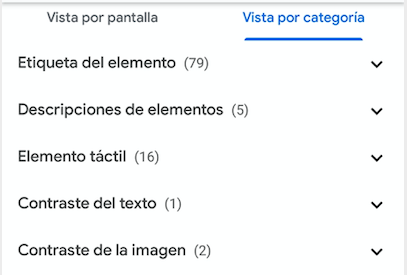 Vista por pantalla Vista por categoría
Etiqueta del elemento (79)
Descripciones de elementos (5)
Elemento táctil (16)
Contraste del texto (1)
Contraste de la imagen (2)